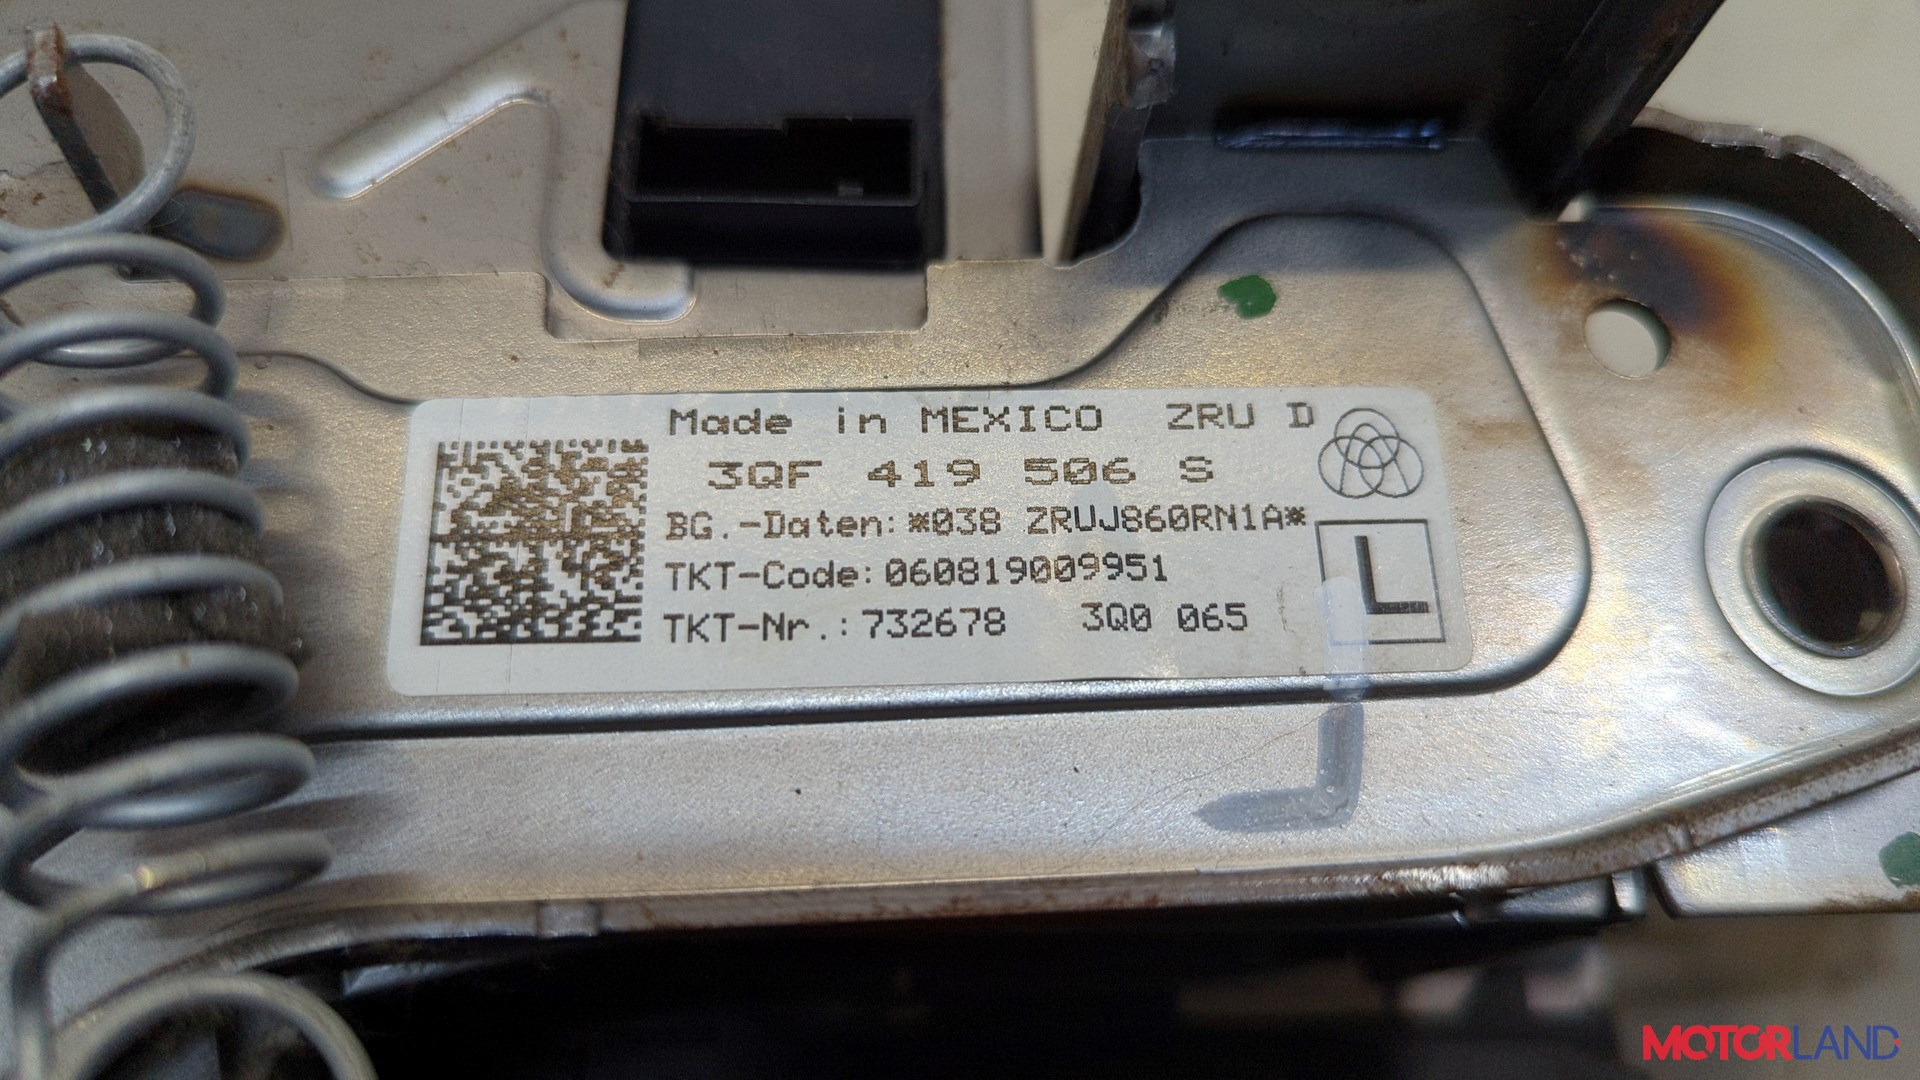 Made in MEXICO ZRU D
3QF 419 506 S
BG.-Daten:*038 ZRUJ860RN1A*
TKT-Code:060819009951
TKT-Nr.:732678 3Q0 065
L
MOTORLAND